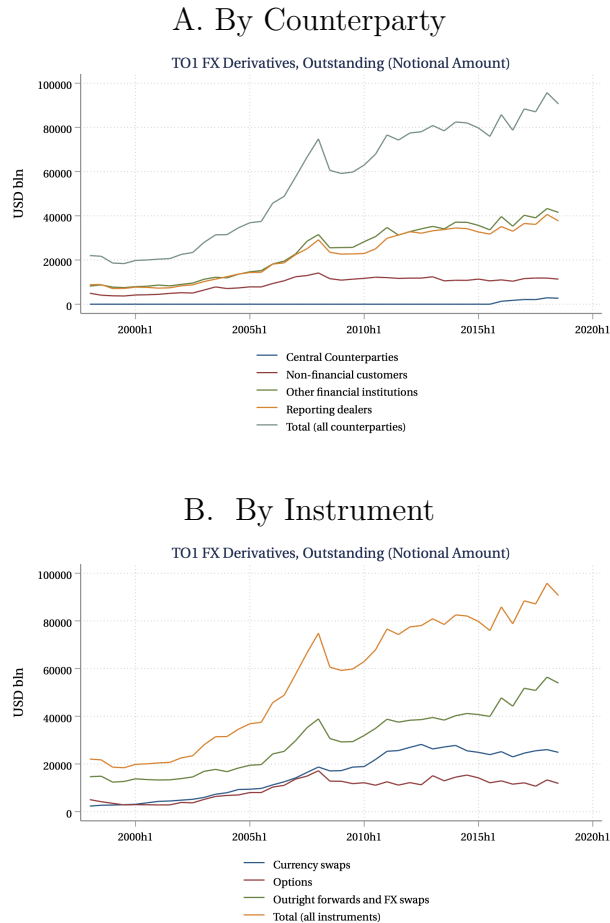 A. By Counterparty
TO1 FX Derivatives, Outstanding (Notional Amount)
100000
80000
60000
40000
20000
0
USD bln
2000h1 2005h1 2010h1 2015h1 2020h1
Central Counterparties
Non-financial customers
Other financial institutions
Reporting dealers
Total (all counterparties)
B. By Instrument
TO1 FX Derivatives, Outstanding (Notional Amount)
100000
80000
60000
40000
20000
0
USD bln
2000h1 2005h1 2010h1 2015h1 2020h1
Currency swaps
Options
Outright forwards and FX swaps
Total (all instruments)